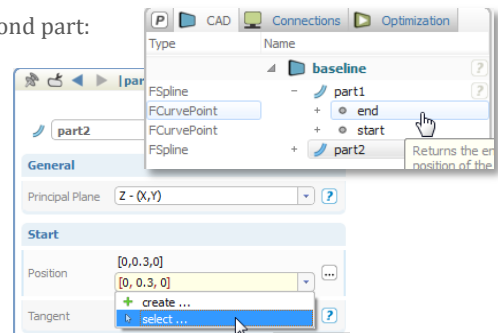 ond part:
P CAD Connections Optimization
Type Name
baseline ?
FSpline - part1 ?
FCurvePoint + end
FCurvePoint + start
FSpline + part2
Returns the en
position of the
|par
part2
General
Principal Plane Z - (X,Y) ?
Start
Position [0,0.3,0]
[0, 0.3, 0] ...
+ create ...
select ...
Tangent ?